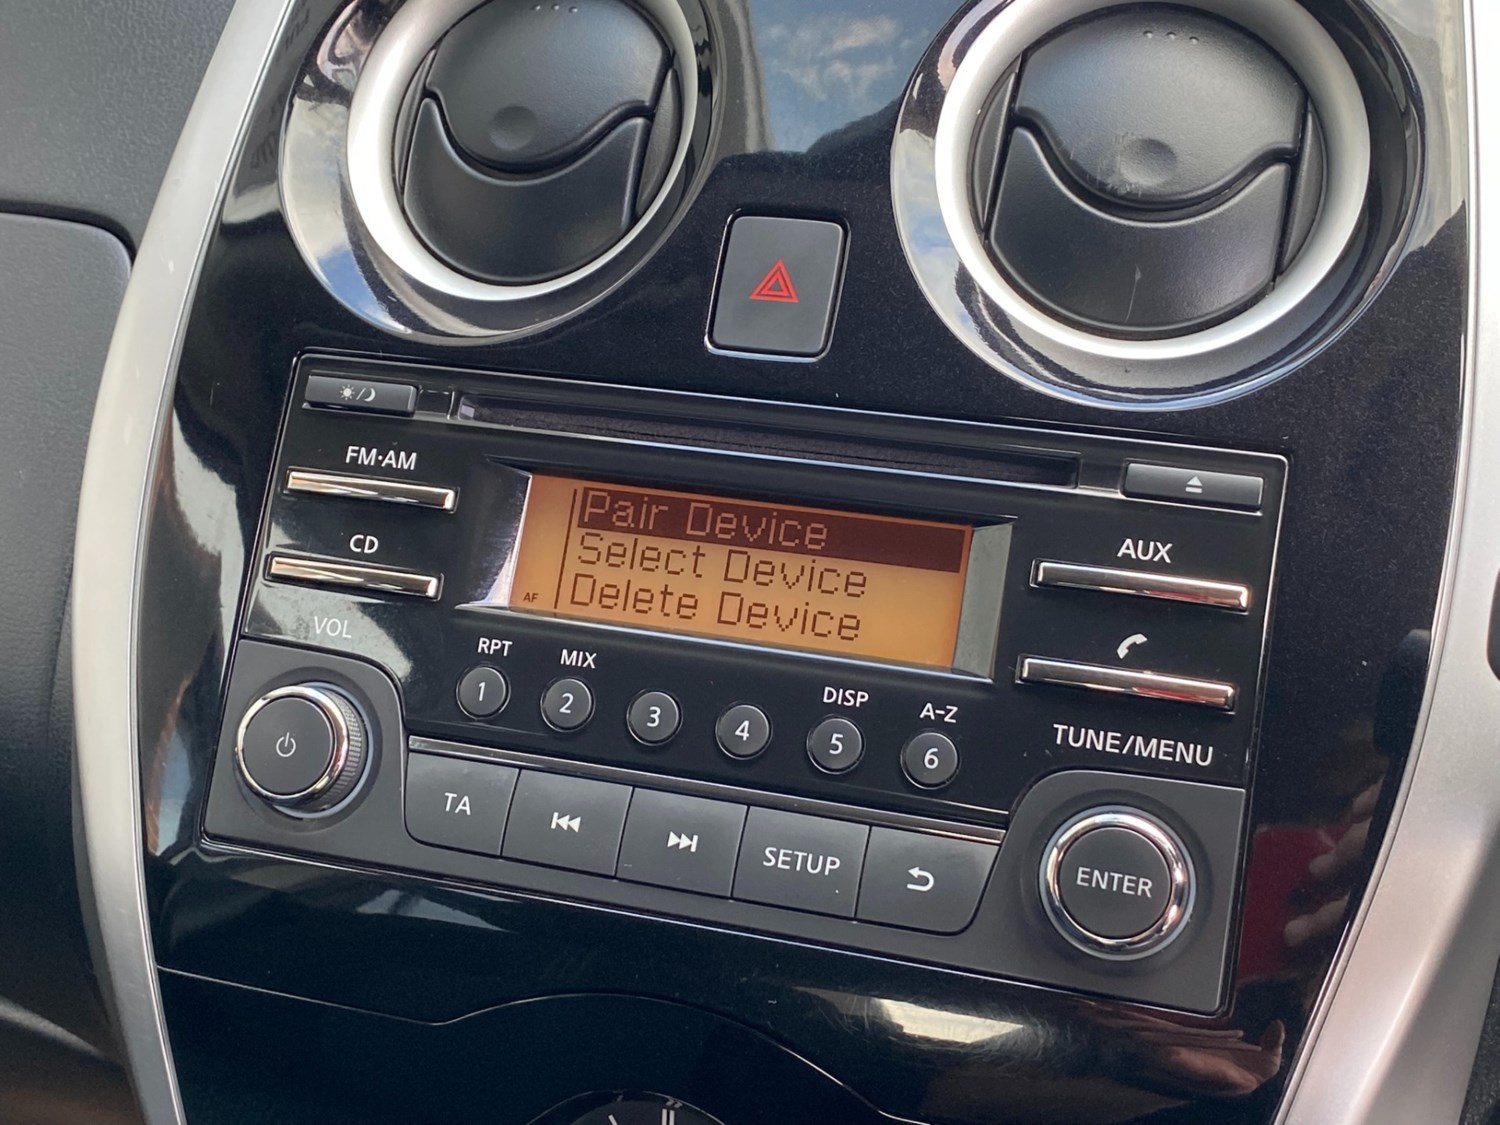 FM·AM
CD
VOL
Pair Device
Select Device
Delete Device
AF
AUX
TUNE/MENU
RPT
MIX
DISP
A-Z
1
2
3
4
5
6
TA
SETUP
ENTER